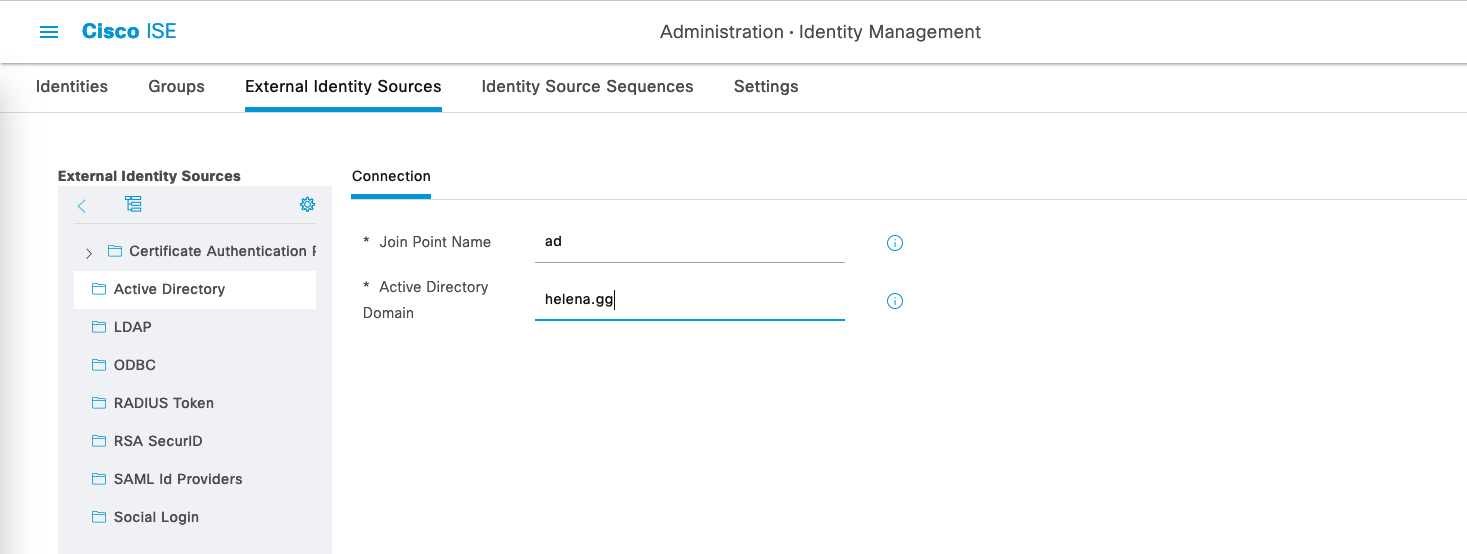 Cisco ISE
Administration · Identity Management
Identities
Groups
External Identity Sources
Identity Source Sequences
Settings
External Identity Sources
Connection
Certificate Authentication
Active Directory
LDAP
ODBC
RADIUS Token
RSA SecurID
SAML Id Providers
Social Login
* Join Point Name
ad
* Active Directory
Domain
helena.gg